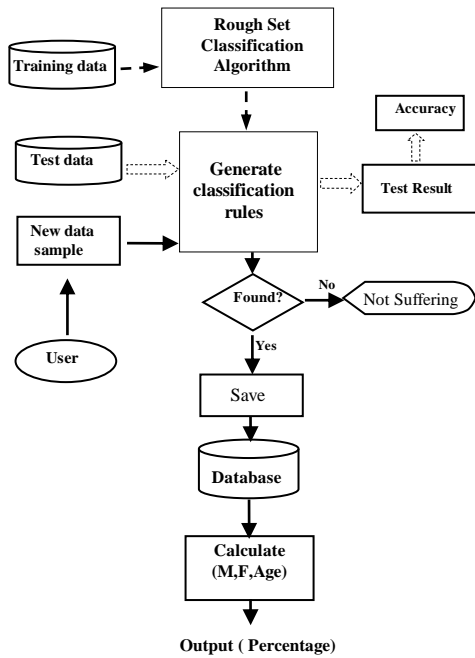 Rough Set
Classification
Algorithm
Training data
Accuracy
Test data
Generate
classification
rules
Test Result
New data
sample
Found?
No
Not Suffering
User
Yes
Save
Database
Calculate
(M,F,Age)
Output ( Percentage)